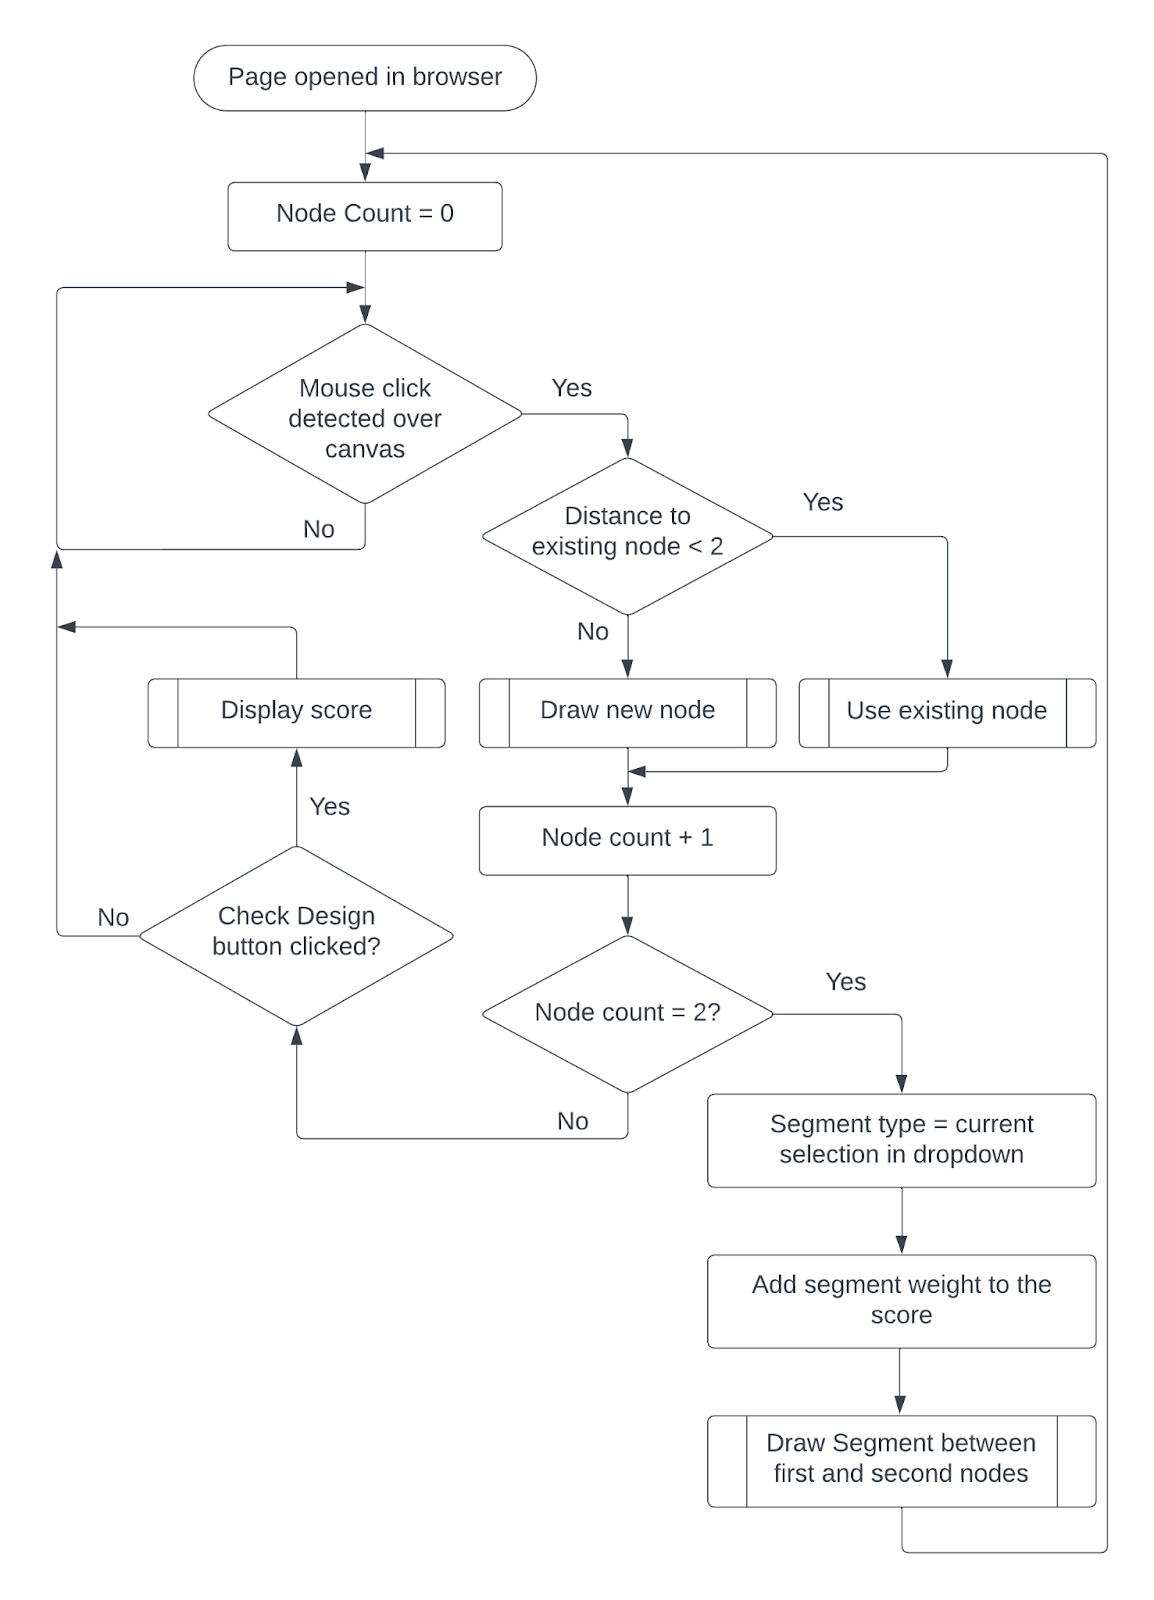 Page opened in browser
Node Count = 0
Mouse click
detected over
canvas
Yes
No
Distance to
existing node < 2
Yes
No
Display score
Draw new node
Use existing node
Yes
Node count + 1
Check Design
button clicked?
No
Node count = 2?
Yes
No
Segment type = current
selection in dropdown
Add segment weight to the
score
Draw Segment between
first and second nodes